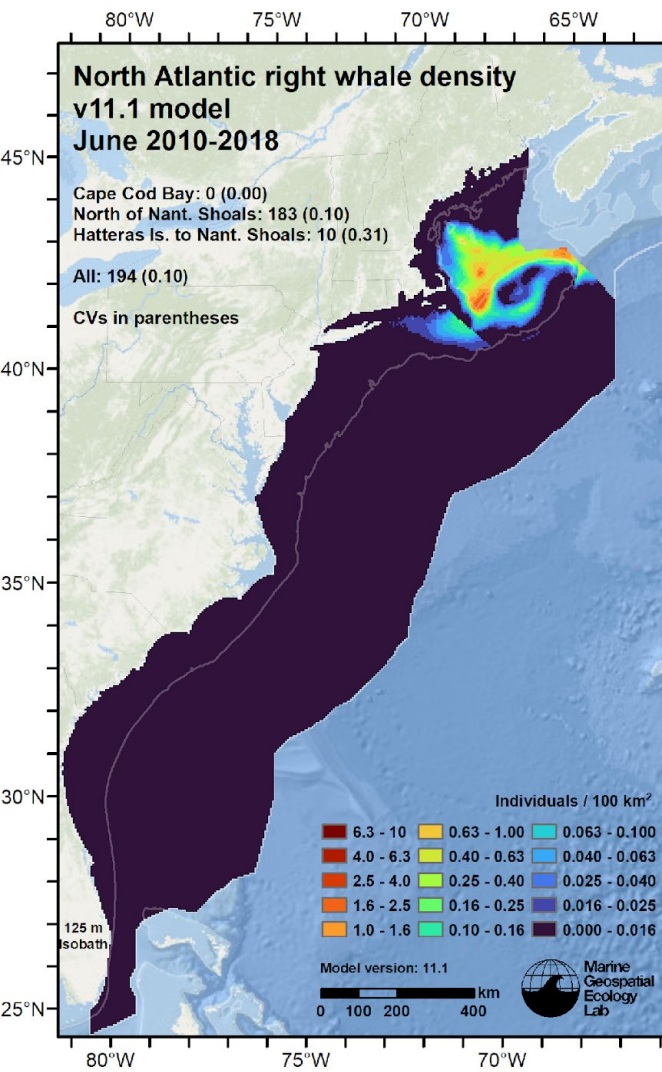 80°W 75°W 70°W 65°W
North Atlantic right whale density
v11.1 model
June 2010-2018
45°N
Cape Cod Bay: 0 (0.00)
North of Nant. Shoals: 183 (0.10)
Hatteras Is. to Nant. Shoals: 10 (0.31)
All: 194 (0.10)
CVs in parentheses
40°N
35°N
30°N
Individuals / 100 km²
6.3 - 10 0.63 - 1.00 0.063 - 0.100
4.0 - 6.3 0.40 - 0.63 0.040 - 0.063
2.5 - 4.0 0.25 - 0.40 0.025 - 0.040
1.6 - 2.5 0.16 - 0.25 0.016 - 0.025
1.0 - 1.6 0.10 - 0.16 0.000 - 0.016
125 m
Isobath
Model version: 11.1
km
0 100 200 400
Marine
Geospatial
Ecology
Lab
25°N
80°W 75°W 70°W